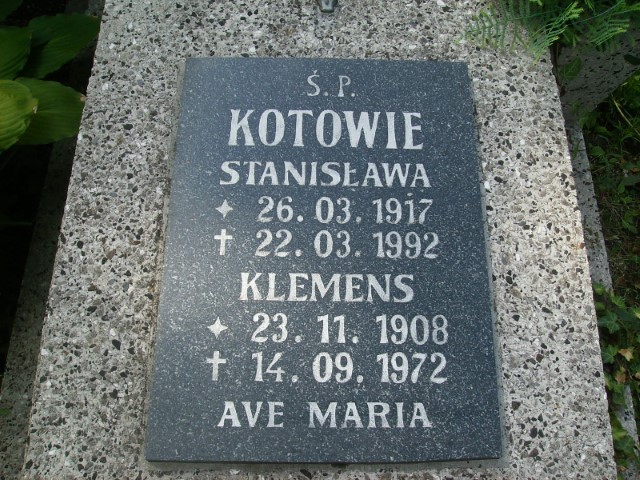 Ś. P.
KOTOWIE
STANISŁAWA
✦ 26. 03. 1917
✝ 22. 03. 1992
KLEMENS
✦ 23. 11. 1908
✝ 14. 09. 1972
AVE MARIA